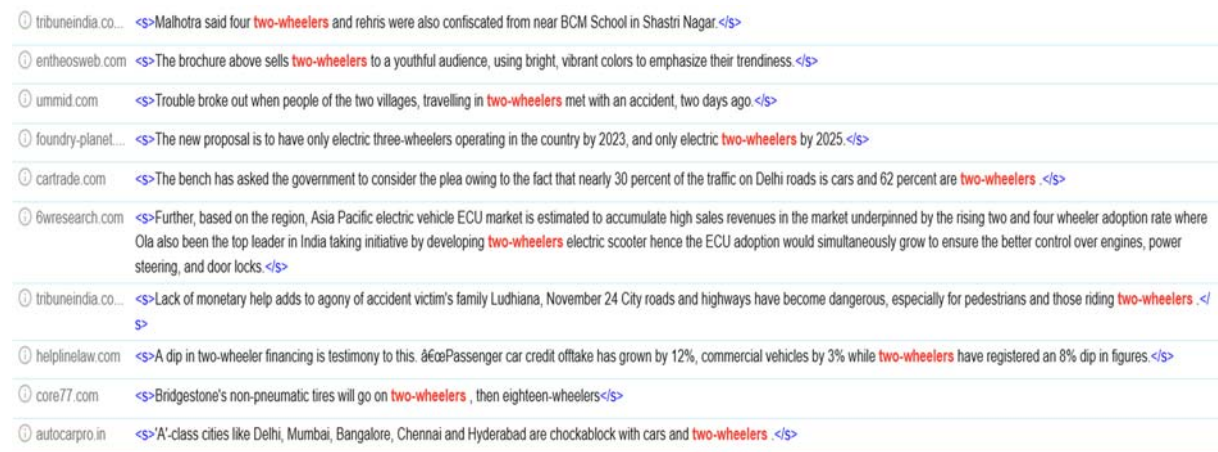 tribuneindia.co... <s>Malhotra said four two-wheelers and rehris were also confiscated from near BCM School in Shastri Nagar.</s>
entheosweb.com <s>The brochure above sells two-wheelers to a youthful audience, using bright, vibrant colors to emphasize their trendiness.</s>
ummid.com <s>Trouble broke out when people of the two villages, travelling in two-wheelers met with an accident, two days ago.</s>
foundry-planet.... <s>The new proposal is to have only electric three-wheelers operating in the country by 2023, and only electric two-wheelers by 2025.</s>
cartrade.com <s>The bench has asked the government to consider the plea owing to the fact that nearly 30 percent of the traffic on Delhi roads is cars and 62 percent are two-wheelers .</s>
6wresearch.com <s>Further, based on the region, Asia Pacific electric vehicle ECU market is estimated to accumulate high sales revenues in the market underpinned by the rising two and four wheeler adoption rate where
Ola also been the top leader in India taking initiative by developing two-wheelers electric scooter hence the ECU adoption would simultaneously grow to ensure the better control over engines, power
steering, and door locks.</s>
tribuneindia.co... <s>Lack of monetary help adds to agony of accident victim's family Ludhiana, November 24 City roads and highways have become dangerous, especially for pedestrians and those riding two-wheelers .</
s>
helplinelaw.com <s>A dip in two-wheeler financing is testimony to this. â€œPassenger car credit offtake has grown by 12%, commercial vehicles by 3% while two-wheelers have registered an 8% dip in figures.</s>
core77.com <s>Bridgestone's non-pneumatic tires will go on two-wheelers , then eighteen-wheelers</s>
autocarpro.in <s>'A'-class cities like Delhi, Mumbai, Bangalore, Chennai and Hyderabad are chockablock with cars and two-wheelers .</s>